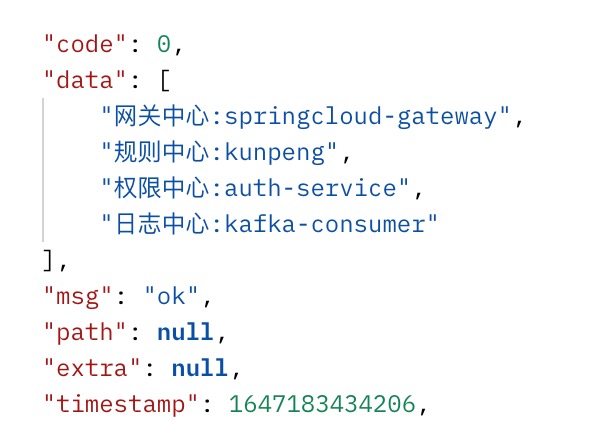 "code": 0,
"data": [
    "网关中心:springcloud-gateway",
    "规则中心:kunpeng",
    "权限中心:auth-service",
    "日志中心:kafka-consumer"
],
"msg": "ok",
"path": null,
"extra": null,
"timestamp": 1647183434206,